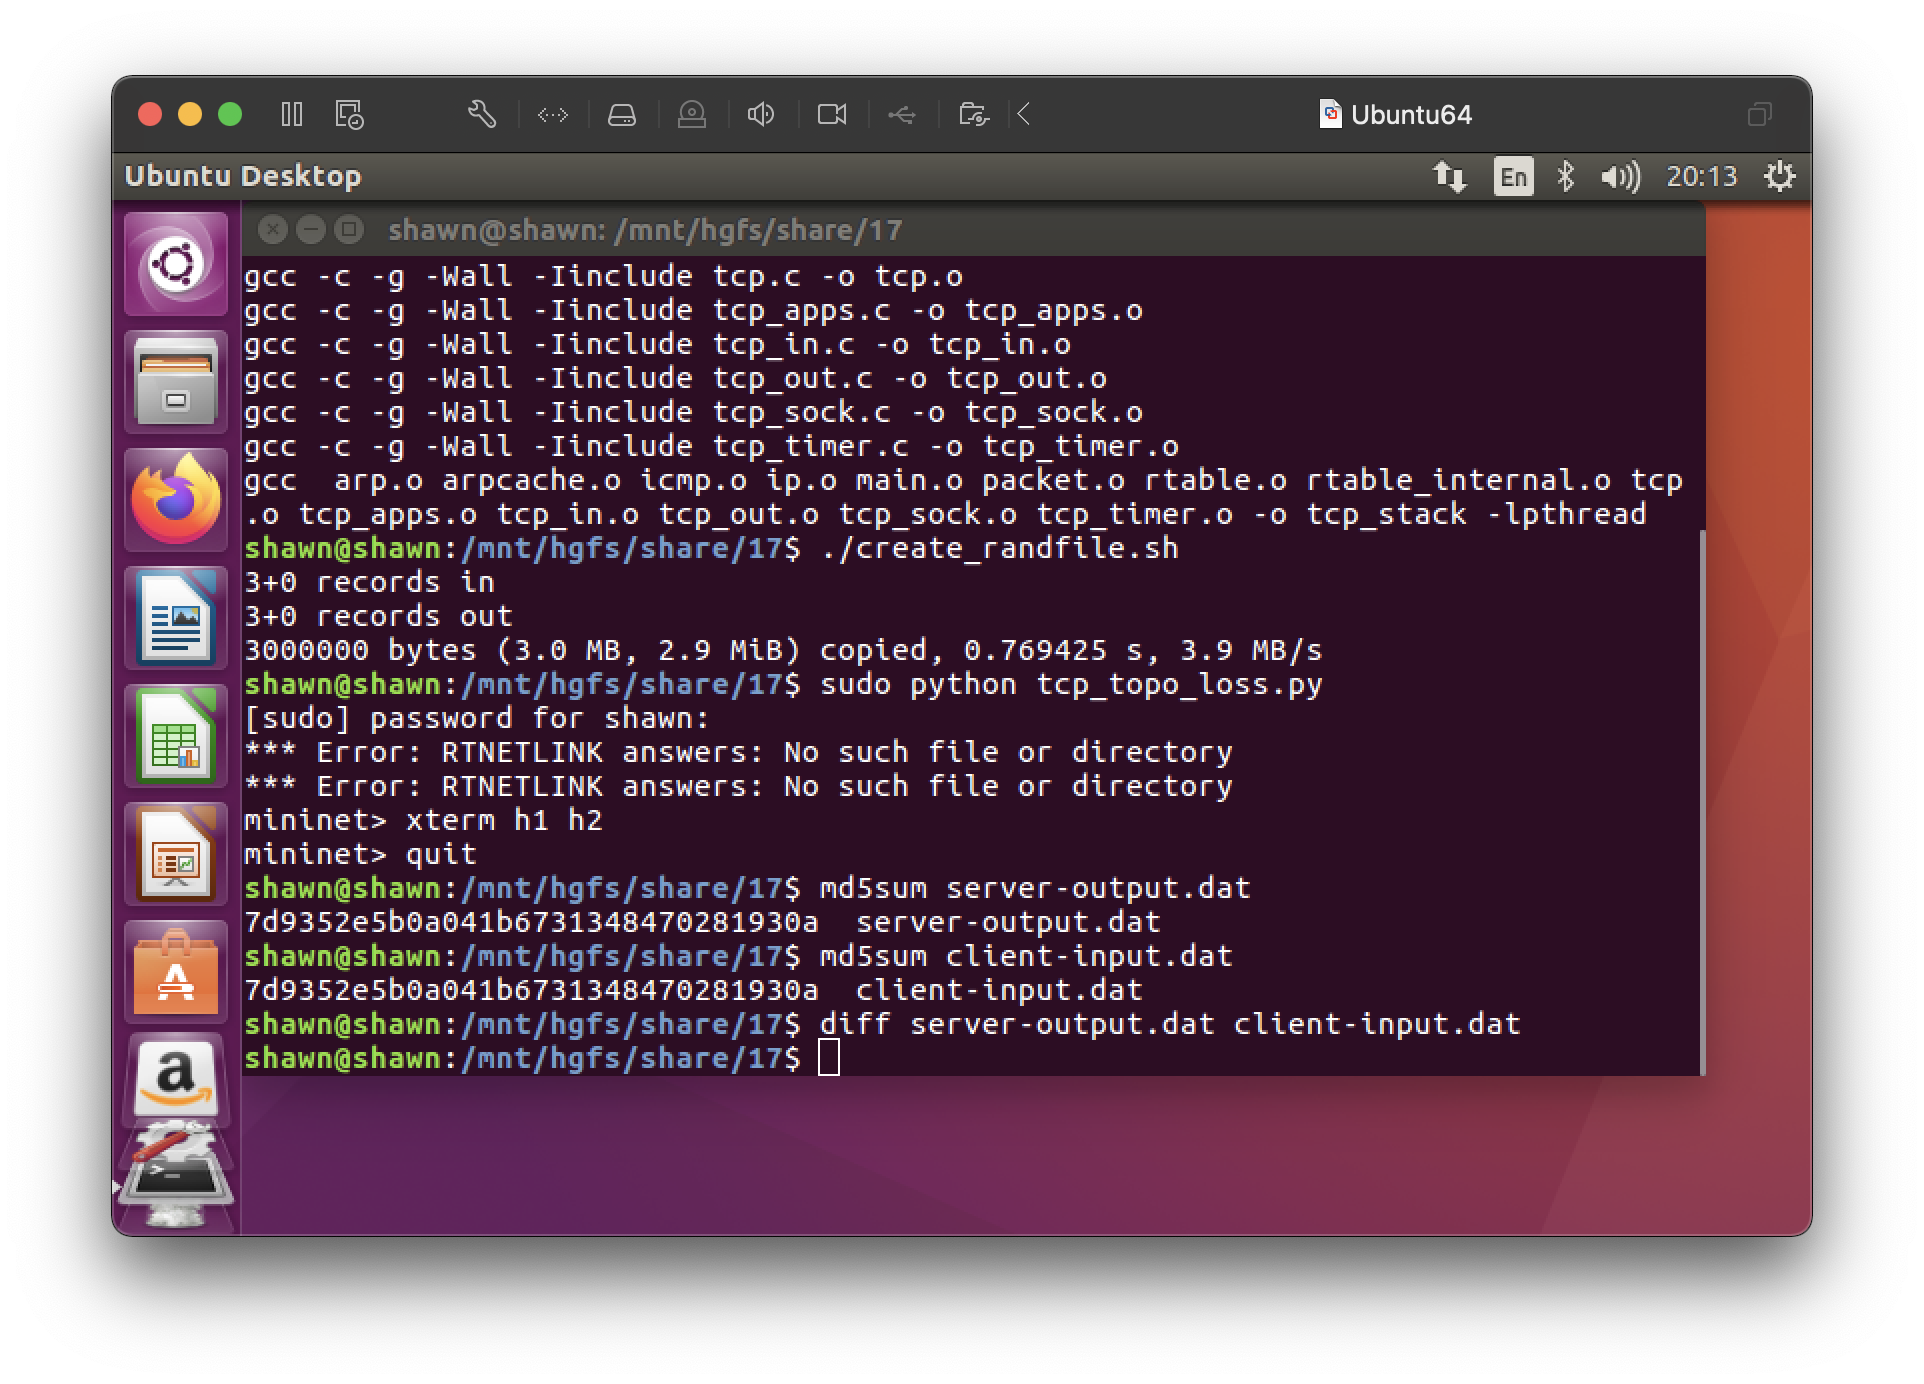 Ubuntu64
Ubuntu Desktop
En
20:13
shawn@shawn: /mnt/hgfs/share/17
gcc -c -g -Wall -Iinclude tcp.c -o tcp.o
gcc -c -g -Wall -Iinclude tcp_apps.c -o tcp_apps.o
gcc -c -g -Wall -Iinclude tcp_in.c -o tcp_in.o
gcc -c -g -Wall -Iinclude tcp_out.c -o tcp_out.o
gcc -c -g -Wall -Iinclude tcp_sock.c -o tcp_sock.o
gcc -c -g -Wall -Iinclude tcp_timer.c -o tcp_timer.o
gcc  arp.o arpcache.o icmp.o ip.o main.o packet.o rtable.o rtable_internal.o tcp
.o tcp_apps.o tcp_in.o tcp_out.o tcp_sock.o tcp_timer.o -o tcp_stack -lpthread
shawn@shawn:/mnt/hgfs/share/17$ ./create_randfile.sh
3+0 records in
3+0 records out
3000000 bytes (3.0 MB, 2.9 MiB) copied, 0.769425 s, 3.9 MB/s
shawn@shawn:/mnt/hgfs/share/17$ sudo python tcp_topo_loss.py
[sudo] password for shawn:
*** Error: RTNETLINK answers: No such file or directory
*** Error: RTNETLINK answers: No such file or directory
mininet> xterm h1 h2
mininet> quit
shawn@shawn:/mnt/hgfs/share/17$ md5sum server-output.dat
7d9352e5b0a041b6731348470281930a  server-output.dat
shawn@shawn:/mnt/hgfs/share/17$ md5sum client-input.dat
7d9352e5b0a041b6731348470281930a  client-input.dat
shawn@shawn:/mnt/hgfs/share/17$ diff server-output.dat client-input.dat
shawn@shawn:/mnt/hgfs/share/17$